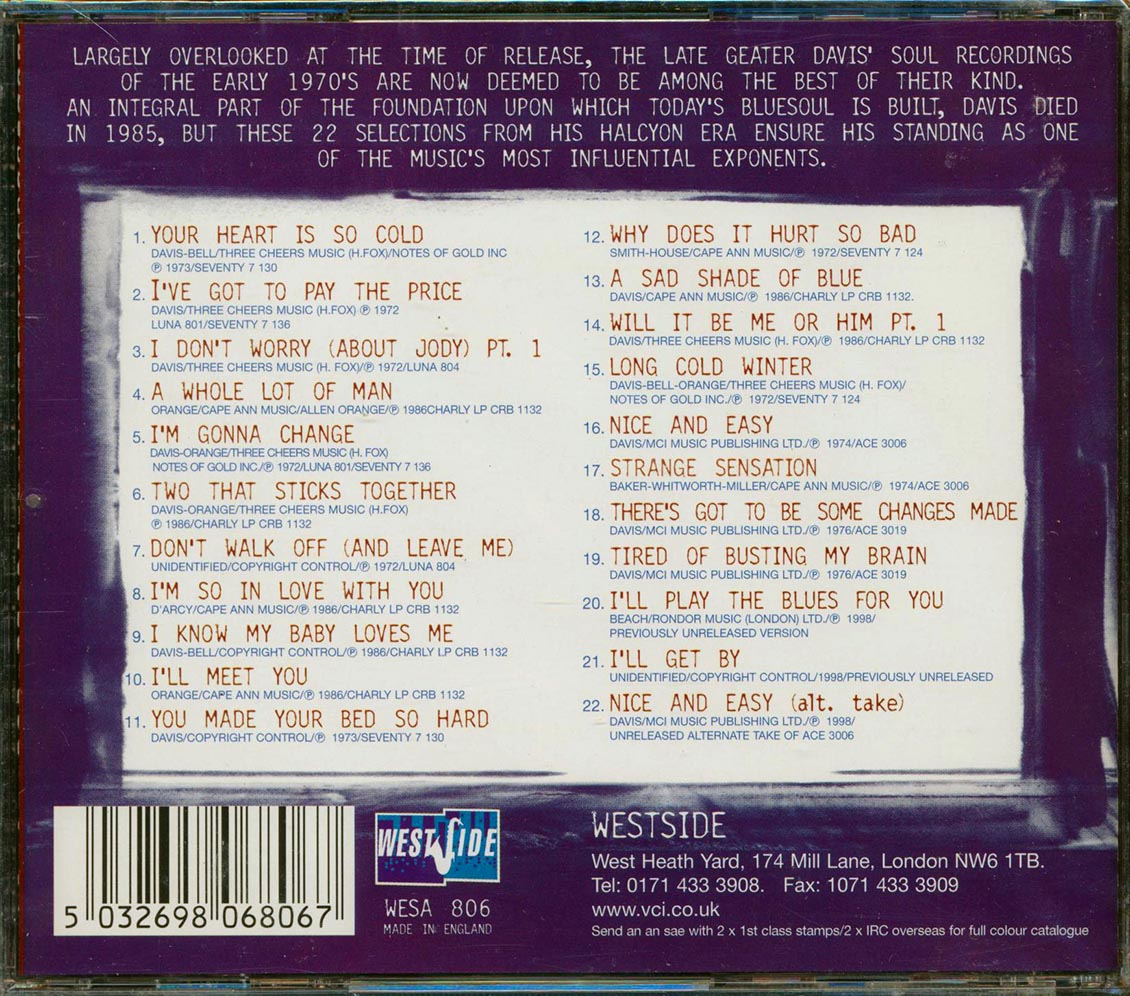 LARGELY OVERLOOKED AT THE TIME OF RELEASE, THE LATE GEATER DAVIS' SOUL RECORDINGS
OF THE EARLY 1970'S ARE NOW DEEMED TO BE AMONG THE BEST OF THEIR KIND.
AN INTEGRAL PART OF THE FOUNDATION UPON WHICH TODAY'S BLUESOUL IS BUILT, DAVIS DIED
IN 1985, BUT THESE 22 SELECTIONS FROM HIS HALCYON ERA ENSURE HIS STANDING AS ONE
OF THE MUSIC'S MOST INFLUENTIAL EXPONENTS.
1. YOUR HEART IS SO COLD
DAVIS-BELL/THREE CHEERS MUSIC (H.FOX)/NOTES OF GOLD INC
℗ 1973/SEVENTY 7 130
2. I'VE GOT TO PAY THE PRICE
DAVIS/THREE CHEERS MUSIC (H.FOX) ℗ 1972
LUNA 801/SEVENTY 7 136
3. I DON'T WORRY (ABOUT JODY) PT. 1
DAVIS/THREE CHEERS MUSIC (H. FOX)/℗ 1972/LUNA 804
4. A WHOLE LOT OF MAN
ORANGE/CAPE ANN MUSIC/ALLEN ORANGE/℗ 1986CHARLY LP CRB 1132
5. I'M GONNA CHANGE
DAVIS-ORANGE/THREE CHEERS MUSIC (H. FOX)
NOTES OF GOLD INC./℗ 1972/LUNA 801/SEVENTY 7 136
6. TWO THAT STICKS TOGETHER
DAVIS-ORANGE/THREE CHEERS MUSIC (H.FOX)
℗ 1986/CHARLY LP CRB 1132
7. DON'T WALK OFF (AND LEAVE ME)
UNIDENTIFIED/COPYRIGHT CONTROL/℗ 1972/LUNA 804
8. I'M SO IN LOVE WITH YOU
D'ARCY/CAPE ANN MUSIC/℗ 1986/CHARLY LP CRB 1132
9. I KNOW MY BABY LOVES ME
DAVIS-BELL/COPYRIGHT CONTROL/℗ 1986/CHARLY LP CRB 1132
10. I'LL MEET YOU
ORANGE/CAPE ANN MUSIC/℗ 1986/CHARLY LP CRB 1132
11. YOU MADE YOUR BED SO HARD
DAVIS/COPYRIGHT CONTROL/℗ 1973/SEVENTY 7 130
12. WHY DOES IT HURT SO BAD
SMITH-HOUSE/CAPE ANN MUSIC/℗ 1972/SEVENTY 7 124
13. A SAD SHADE OF BLUE
DAVIS/CAPE ANN MUSIC/℗ 1986/CHARLY LP CRB 1132.
14. WILL IT BE ME OR HIM PT. 1
DAVIS/THREE CHEERS MUSIC (H. FOX)/℗ 1986/CHARLY LP CRB 1132
15. LONG COLD WINTER
DAVIS-BELL-ORANGE/THREE CHEERS MUSIC (H. FOX)/
NOTES OF GOLD INC./℗ 1972/SEVENTY 7 124
16. NICE AND EASY
DAVIS/MCI MUSIC PUBLISHING LTD./℗ 1974/ACE 3006
17. STRANGE SENSATION
BAKER-WHITWORTH-MILLER/CAPE ANN MUSIC/℗ 1974/ACE 3006
18. THERE'S GOT TO BE SOME CHANGES MADE
DAVIS/MCI MUSIC PUBLISHING LTD./℗ 1976/ACE 3019
19. TIRED OF BUSTING MY BRAIN
DAVIS/MCI MUSIC PUBLISHING LTD./℗ 1976/ACE 3019
20. I'LL PLAY THE BLUES FOR YOU
BEACH/RONDOR MUSIC (LONDON) LTD./℗ 1998/
PREVIOUSLY UNRELEASED VERSION
21. I'LL GET BY
UNIDENTIFIED/COPYRIGHT CONTROL/1998/PREVIOUSLY UNRELEASED
22. NICE AND EASY (alt. take)
DAVIS/MCI MUSIC PUBLISHING LTD./℗ 1998/
UNRELEASED ALTERNATE TAKE OF ACE 3006
5 032698 068067
WESTSIDE
WESA 806
MADE IN ENGLAND
WESTSIDE
West Heath Yard, 174 Mill Lane, London NW6 1TB.
Tel: 0171 433 3908. Fax: 1071 433 3909
www.vci.co.uk
Send an an sae with 2 x 1st class stamps/2 x IRC overseas for full colour catalogue